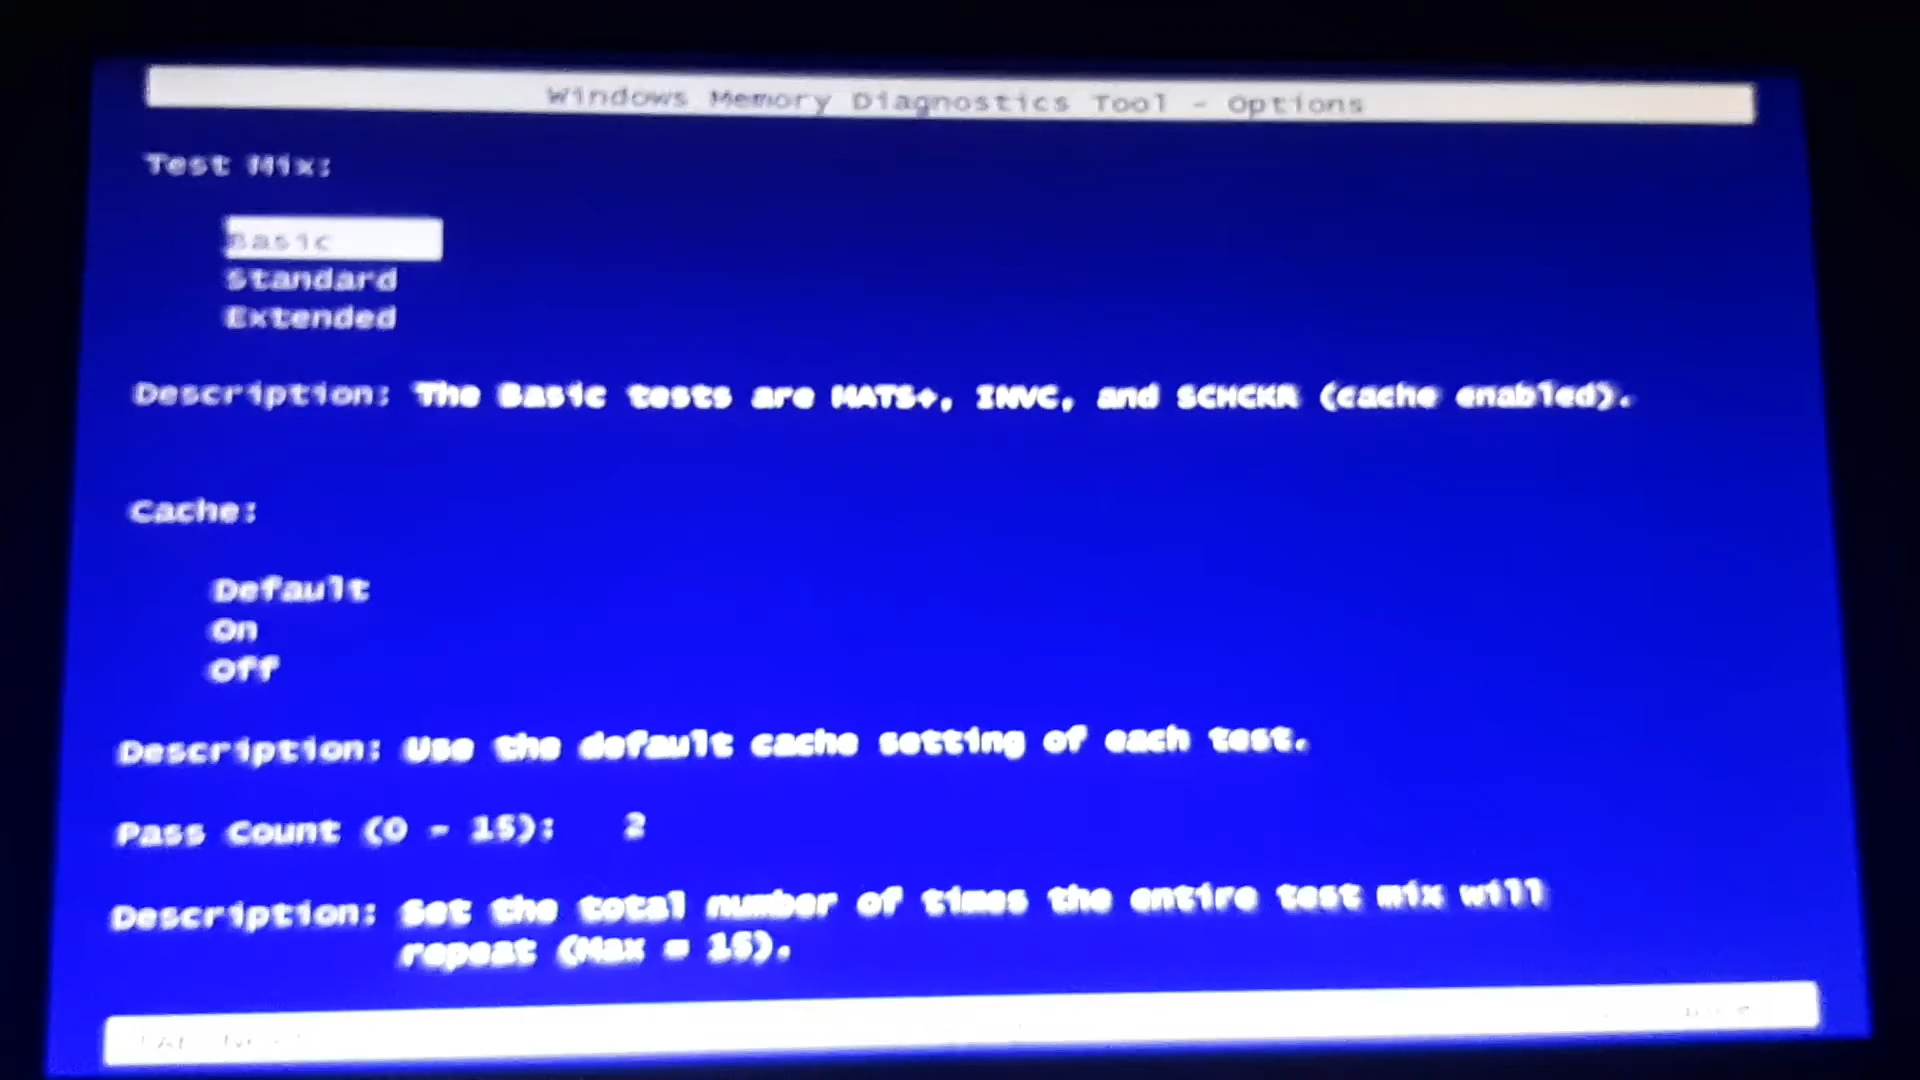 Windows Memory Diagnostics Tool - Options
Test Mix:
Basic
Standard
Extended
Description: The Basic tests are MATS+, INVC, and SCHCKR (cache enabled).
Cache:
Default
On
Off
Description: Use the default cache setting of each test.
Pass Count (0 - 15): 2
Description: Set the total number of times the entire test mix will
repeat (Max = 15).